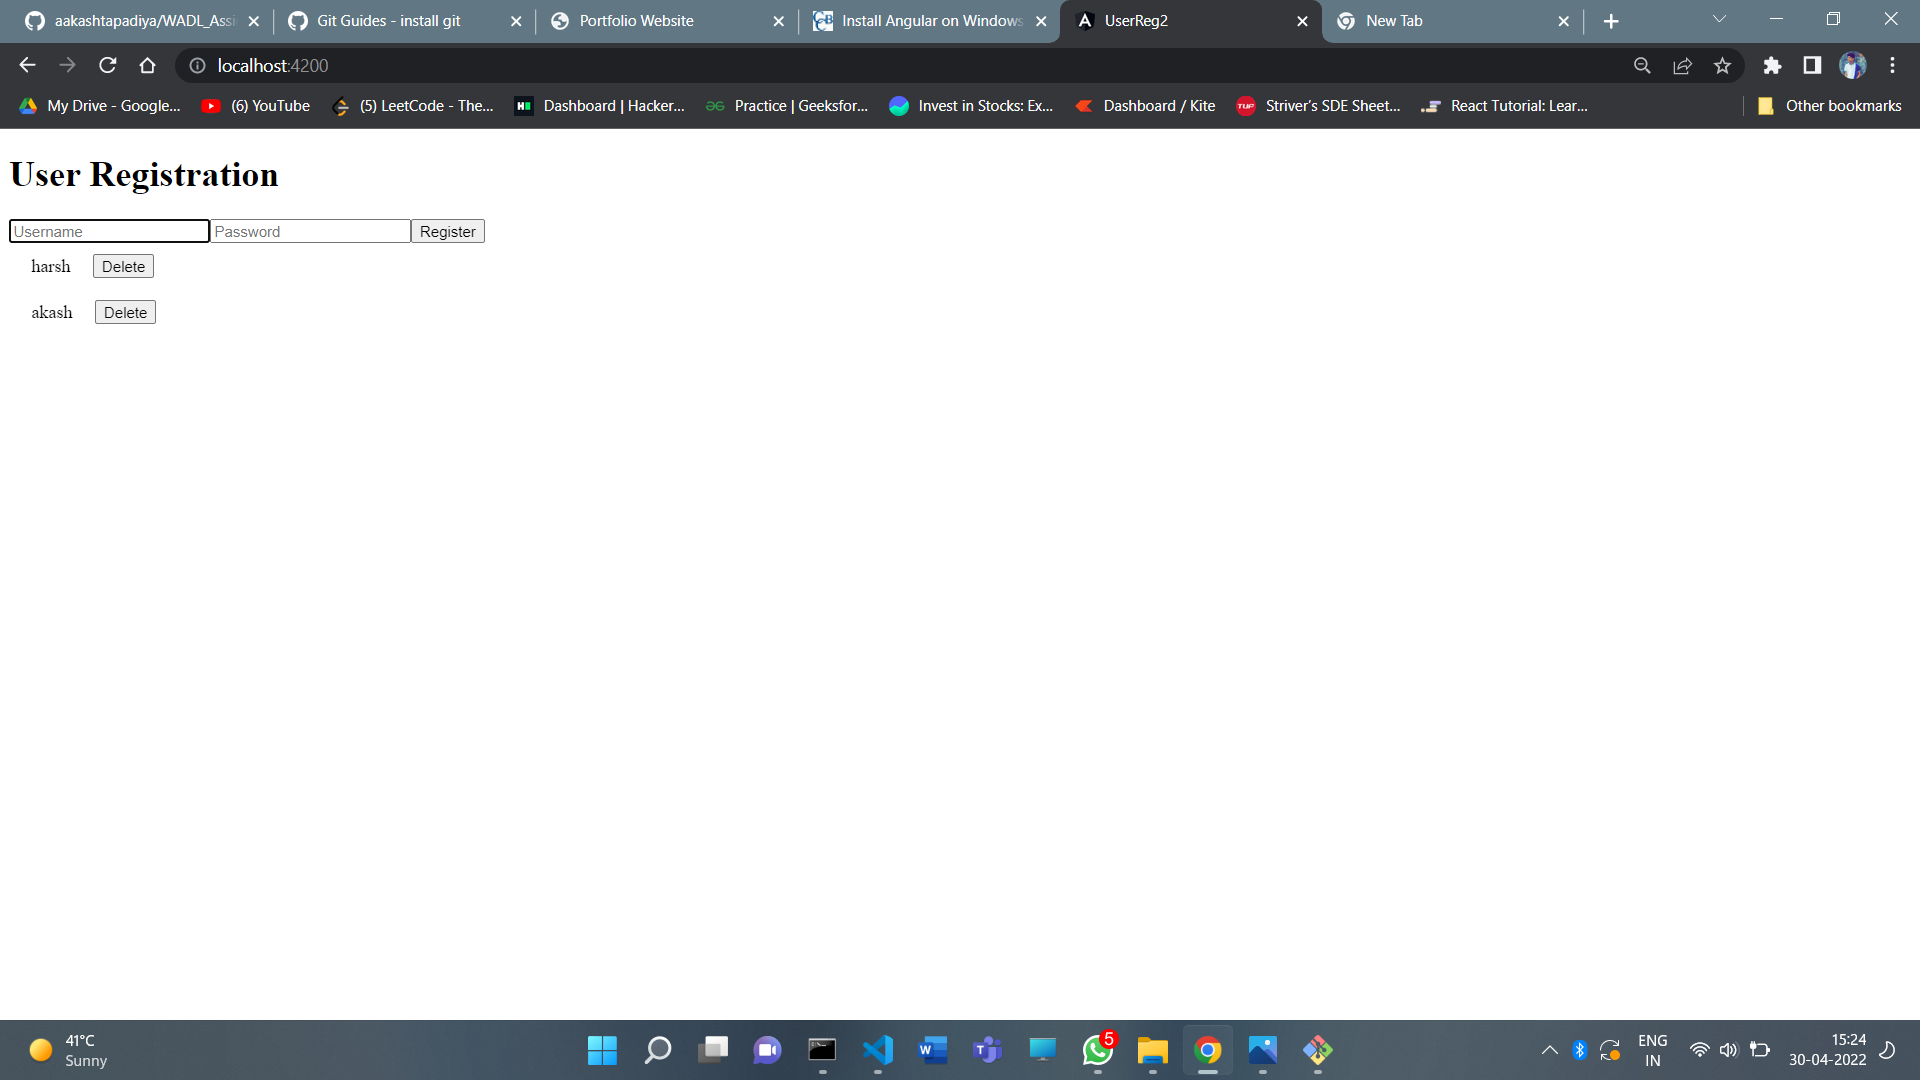 aakashtapadiya/WADL_Assi
Git Guides - install git
Portfolio Website
Install Angular on Windows
UserReg2
New Tab
localhost:4200
My Drive - Google...
(6) YouTube
(5) LeetCode - The...
Dashboard | Hacker...
Practice | Geeksfor...
Invest in Stocks: Ex...
Dashboard / Kite
TUF
Striver's SDE Sheet...
React Tutorial: Lear...
Other bookmarks
User Registration
Username
Password
Register
harsh
Delete
akash
Delete
41°C
Sunny
5
ENG
IN
15:24
30-04-2022